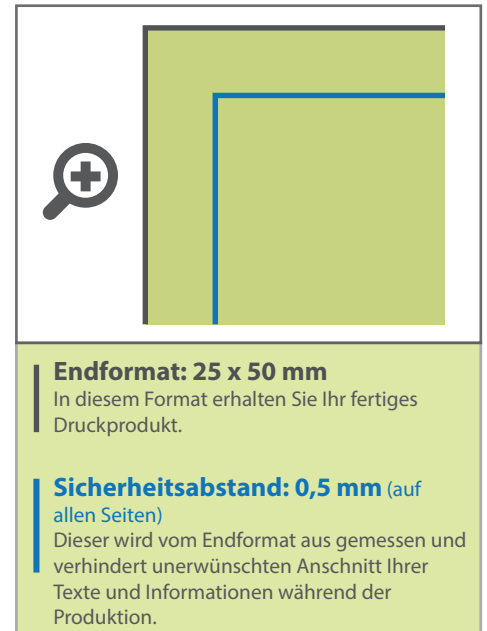 Endformat: 25 x 50 mm
In diesem Format erhalten Sie Ihr fertiges
Druckprodukt.
Sicherheitsabstand: 0,5 mm (auf
allen Seiten)
Dieser wird vom Endformat aus gemessen und
verhindert unerwünschten Anschnitt Ihrer
Texte und Informationen während der
Produktion.